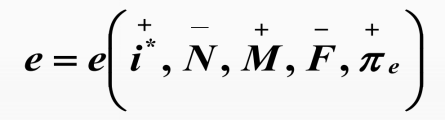 e = e(i*⁺, N⁻, M⁺, F⁻, πₑ⁺)